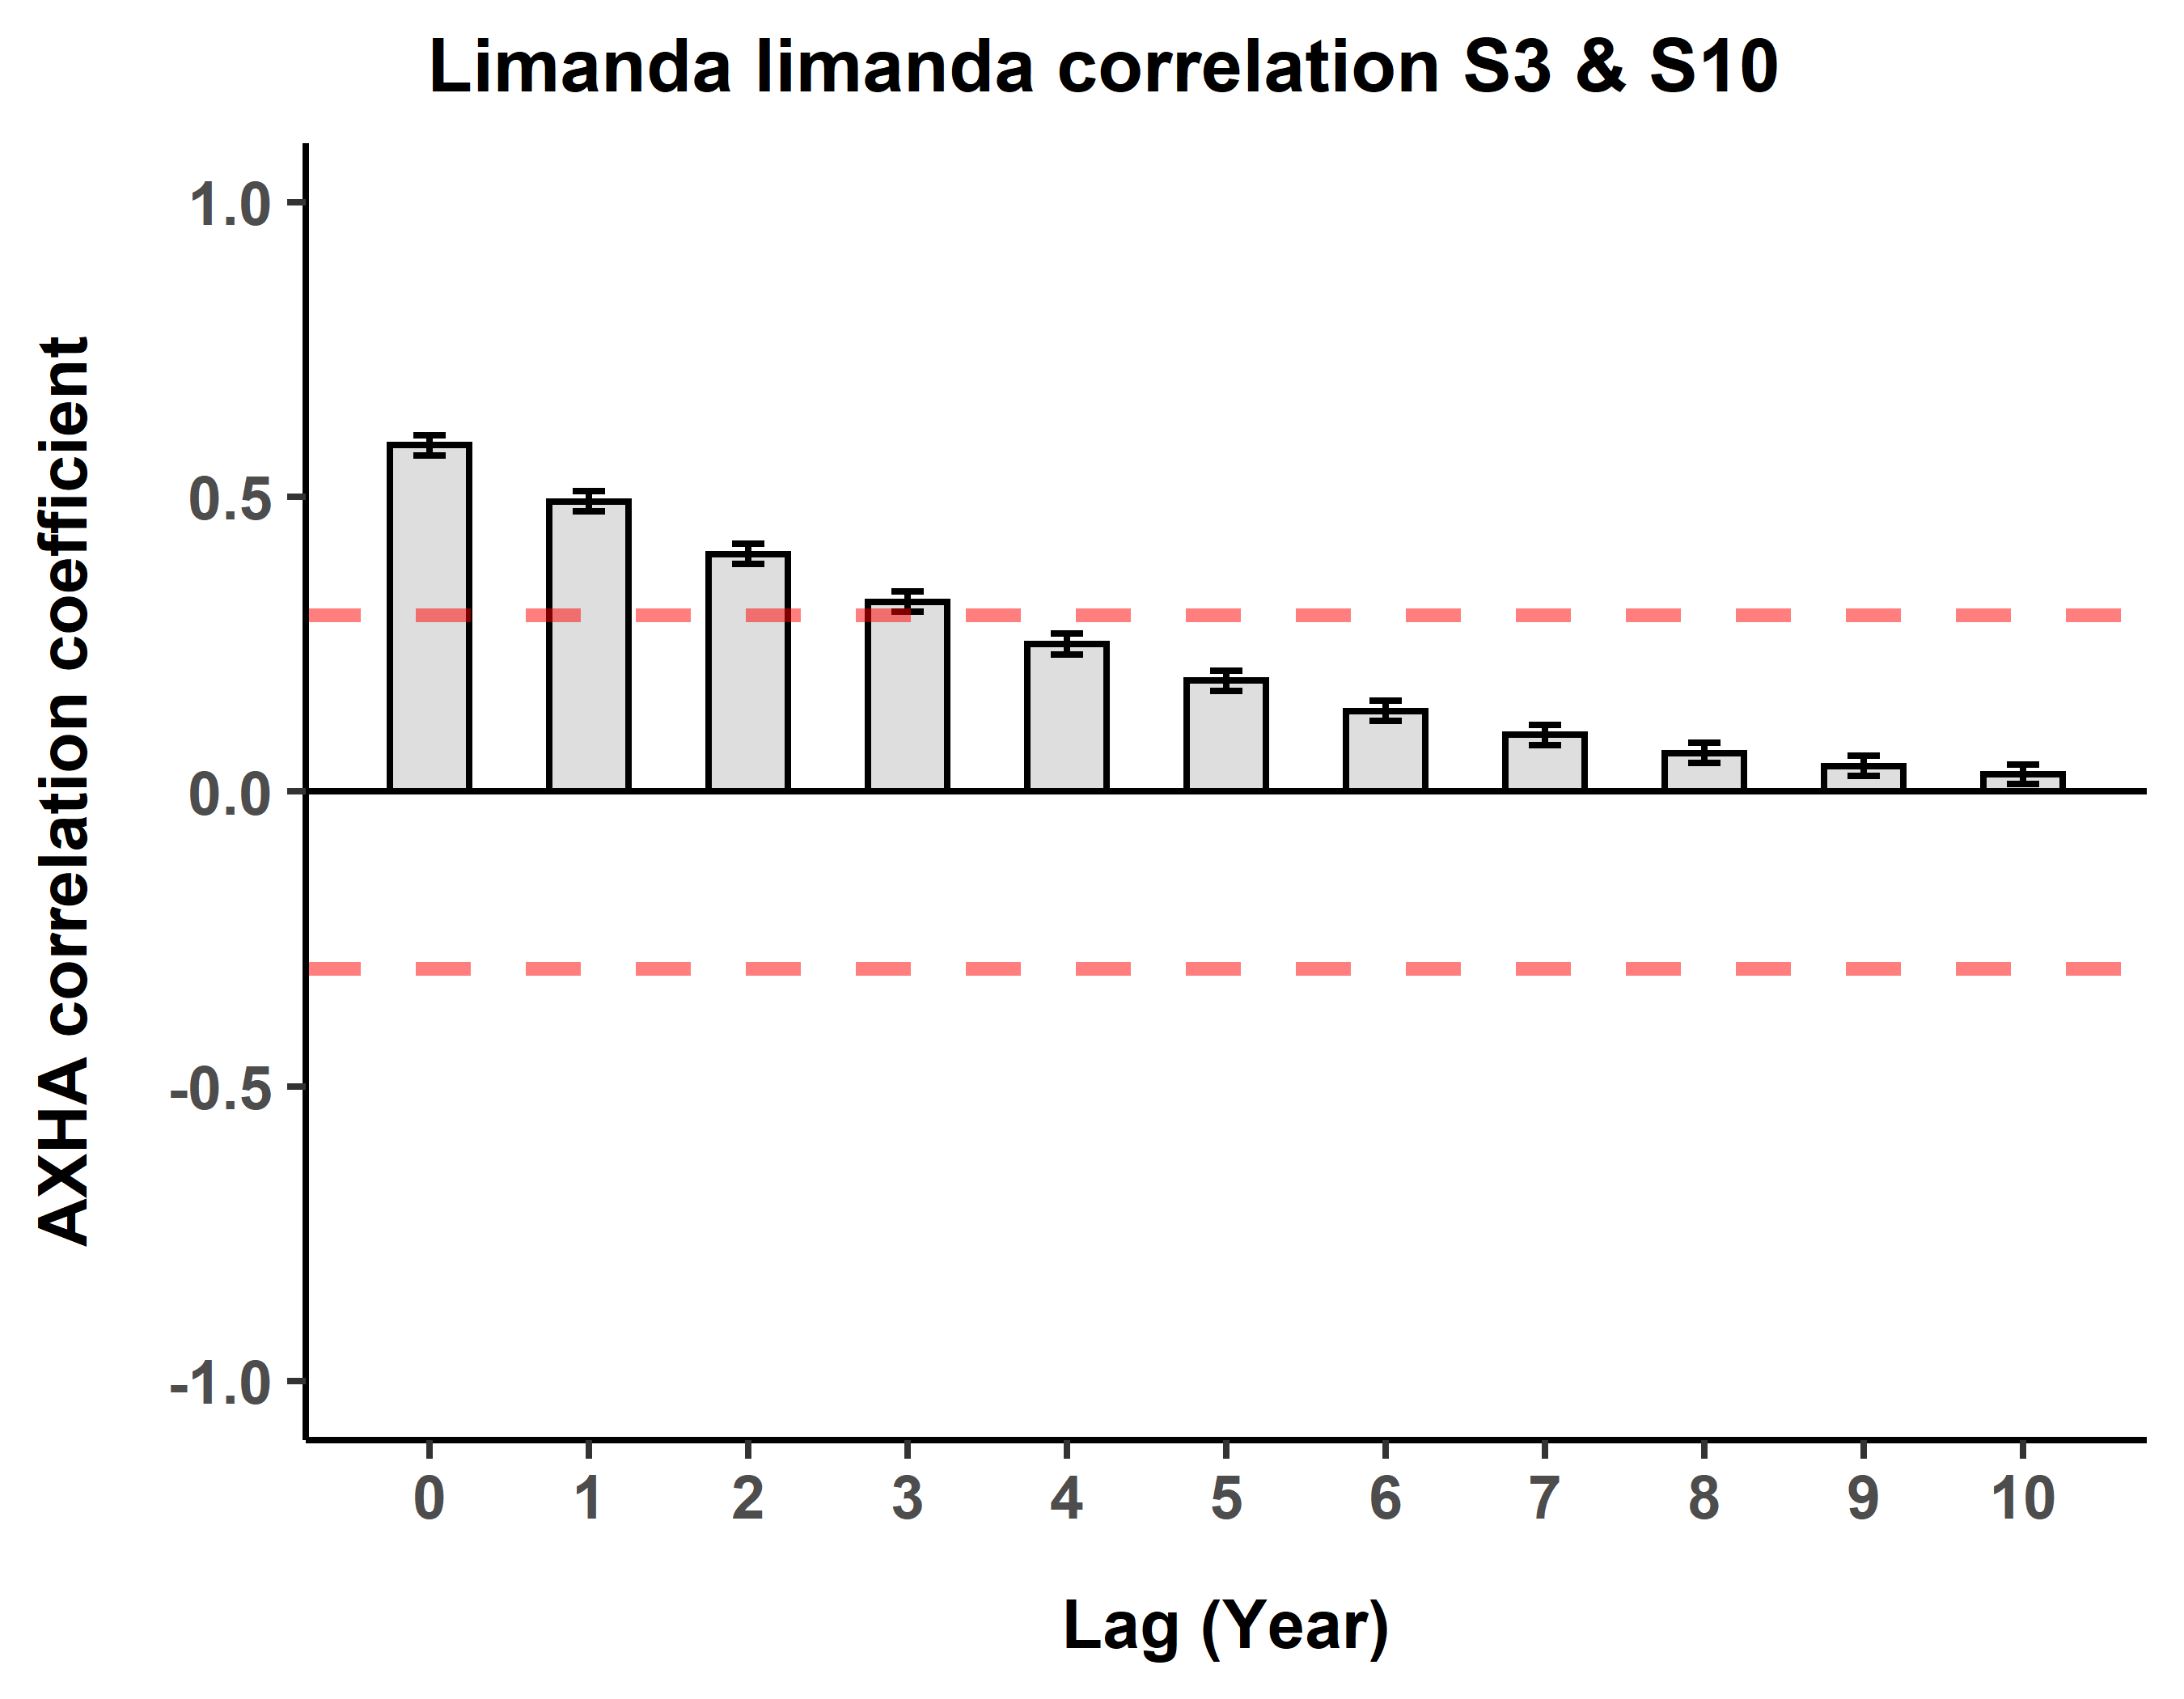 Limanda limanda correlation S3 & S10
AXHA correlation coefficient
1.0
0.5
0.0
-0.5
-1.0
0 1 2 3 4 5 6 7 8 9 10
Lag (Year)